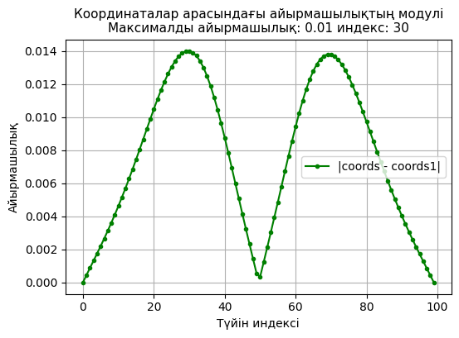 Координаталар арасындағы айырмашылықтың модулі
Максималды айырмашылық: 0.01 индекс: 30
0.014
0.012
0.010
0.008
0.006
0.004
0.002
0.000
Айырмашылық
|coords - coords1|
0 20 40 60 80 100
Түйін индексі